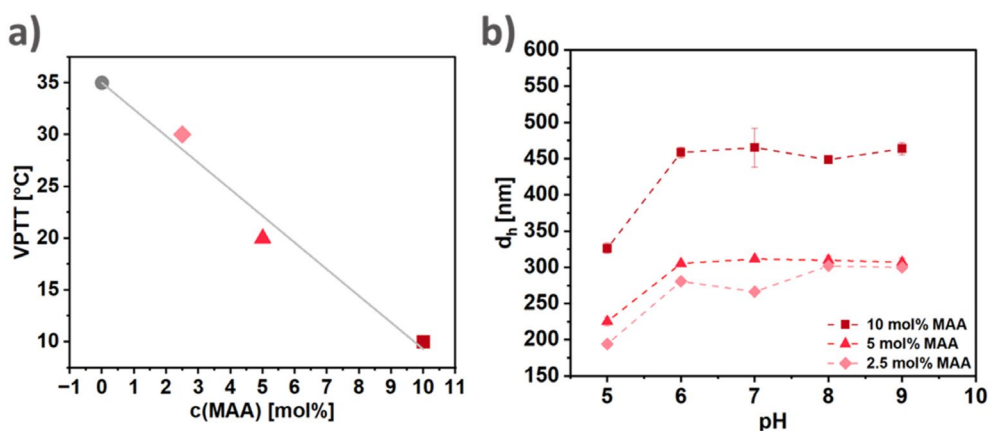 a)
35
30
25
20
15
10
VPTT [°C]
−1 0 1 2 3 4 5 6 7 8 9 10 11
c(MAA) [mol%]
b)
600
550
500
450
400
350
300
250
200
150
dh [nm]
10 mol% MAA
5 mol% MAA
2.5 mol% MAA
5 6 7 8 9 10
pH